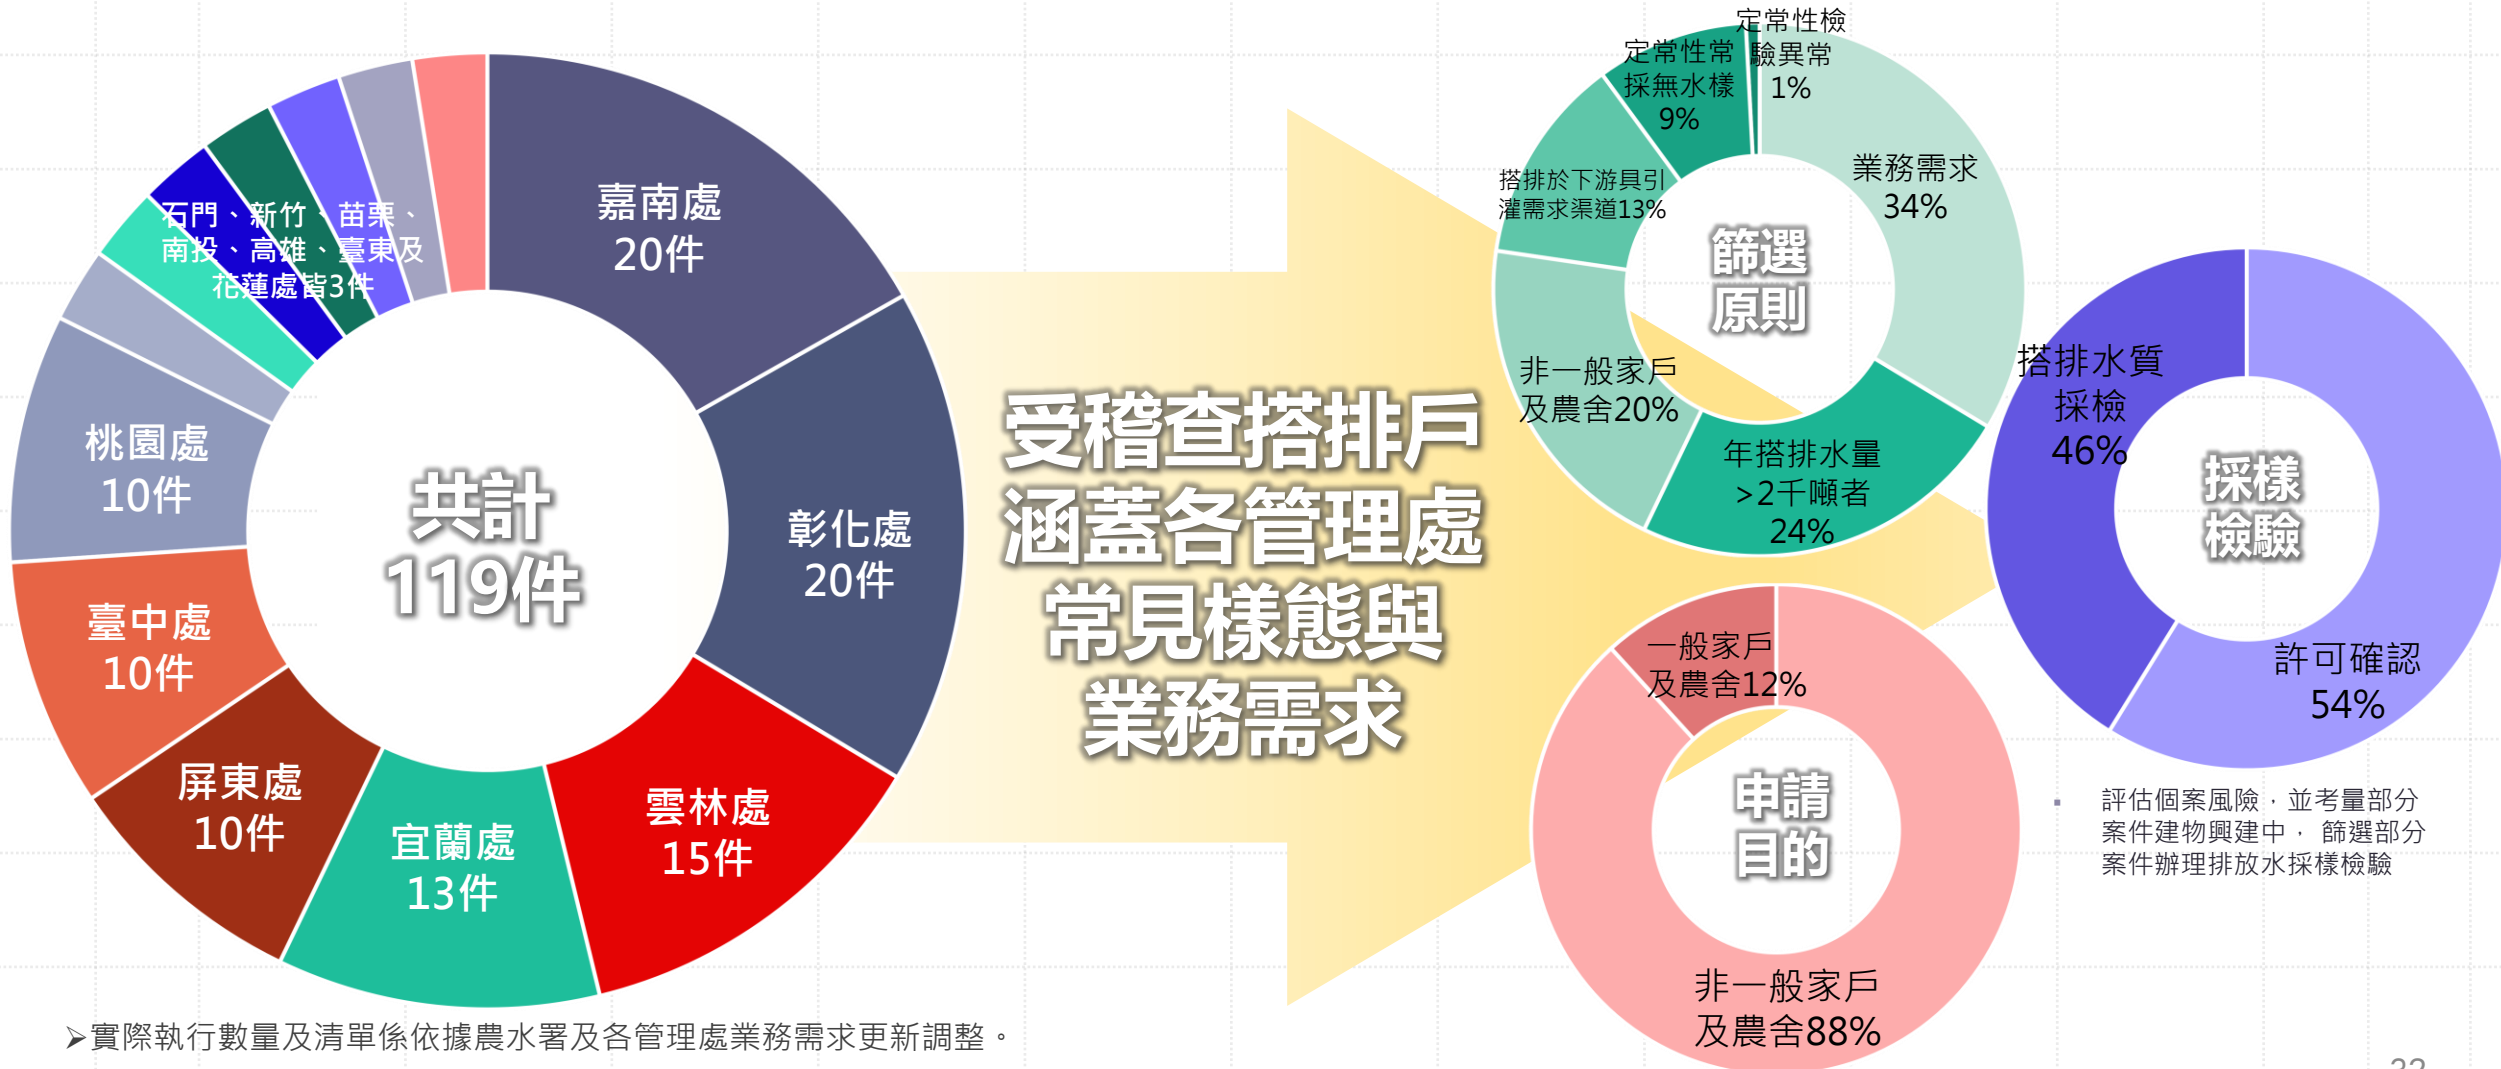 嘉南處
20件
彰化處
20件
雲林處
15件
宜蘭處
13件
屏東處
10件
臺中處
10件
桃園處
10件
石門、新竹、苗栗、
南投、高雄、臺東及
花蓮處皆3件
共計
119件
➢實際執行數量及清單係依據農水署及各管理處業務需求更新調整。
受稽查搭排戶
涵蓋各管理處
常見樣態與
業務需求
定常性檢
驗異常
1%
定常性常
採無水樣
9%
業務需求
34%
搭排於下游具引
灌需求渠道13%
篩選
原則
非一般家戶
及農舍20%
年搭排水量
>2千噸者
24%
一般家戶
及農舍12%
申請
目的
非一般家戶
及農舍88%
搭排水質
採檢
46%
採樣
檢驗
許可確認
54%
▪ 評估個案風險，並考量部分
案件建物興建中， 篩選部分
案件辦理排放水採樣檢驗